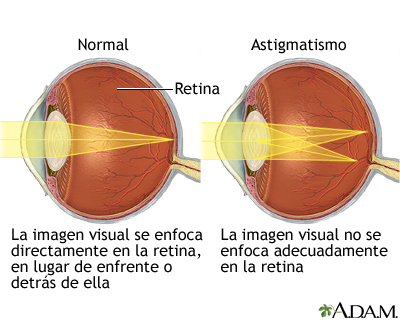 Normal
Astigmatismo
Retina
La imagen visual se enfoca
directamente en la retina,
en lugar de enfrente o
detrás de ella
La imagen visual no se
enfoca adecuadamente
en la retina
ADAM.